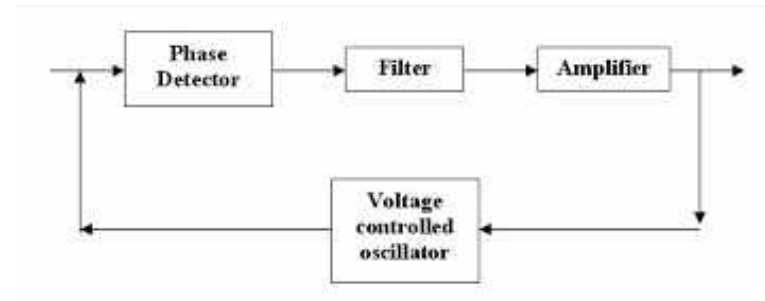 Phase
Detector
Filter
Amplifier
Voltage
controlled
oscillator